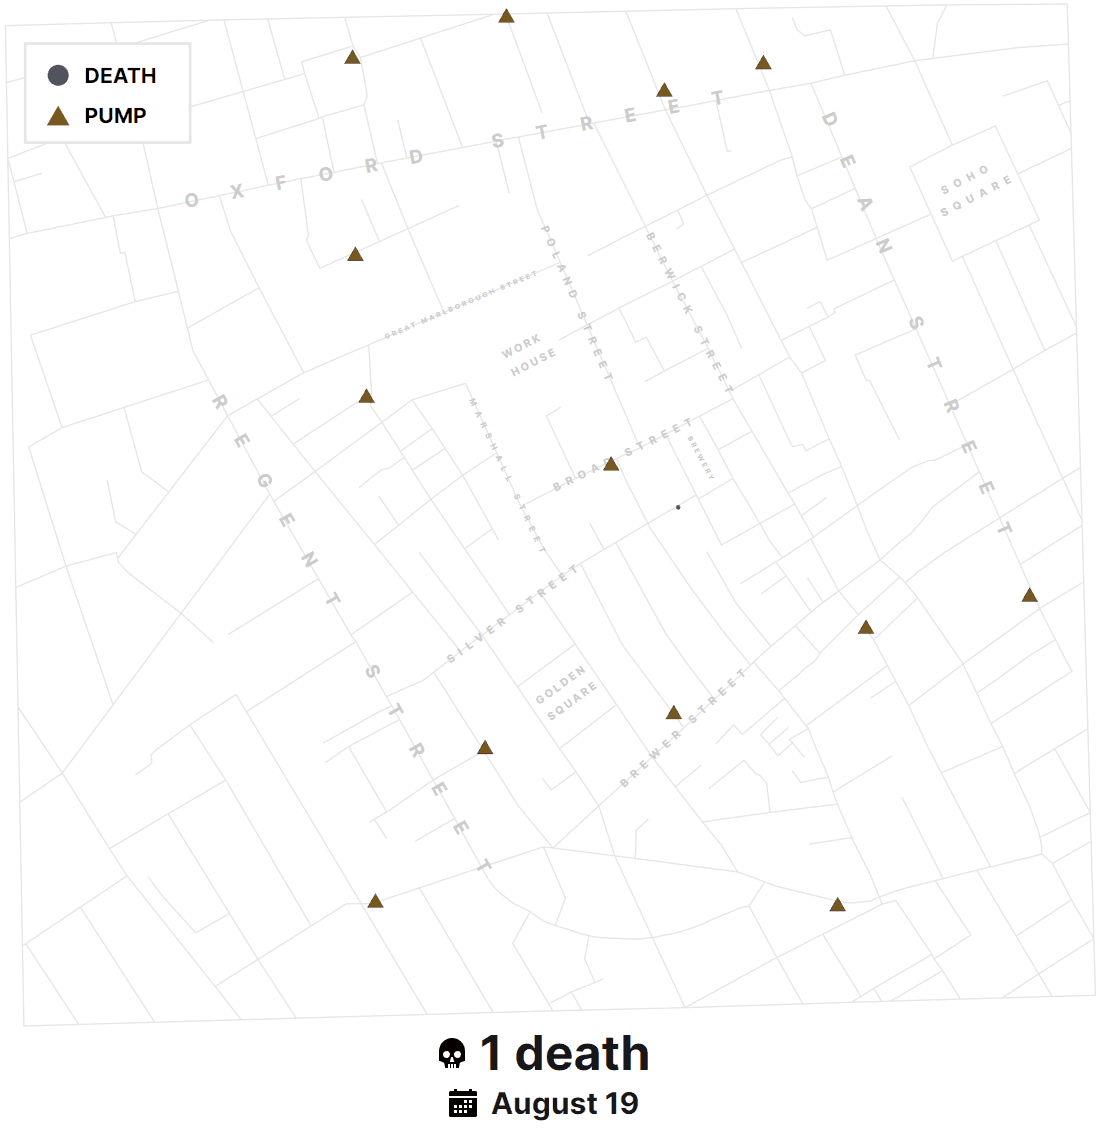 DEATH
PUMP
OXFORD STREET
DEAN STREET
SOHO
SQUARE
POLAND STREET
BERWICK STREET
GREAT MARLBOROUGH STREET
WORK
HOUSE
REGENT STREET
MARSHALL STREET
BROAD STREET
BREWERY
SILVER STREET
GOLDEN
SQUARE
BREWER STREET
1 death
August 19